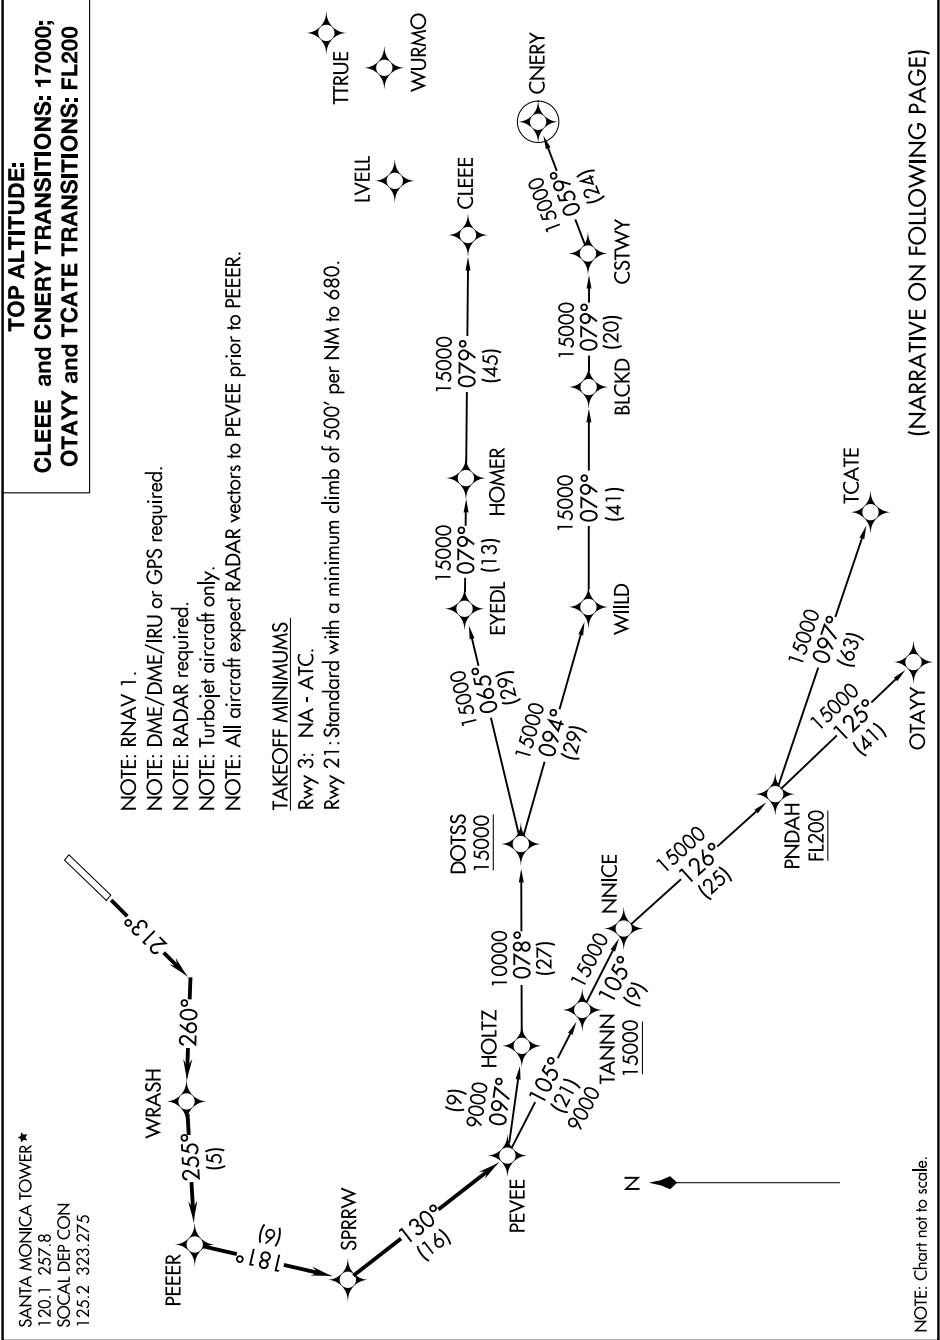 TOP ALTITUDE:
CLEEE and CNERY TRANSITIONS: 17000;
OTAYY and TCATE TRANSITIONS: FL200
SANTA MONICA TOWER★
120.1 257.8
SOCAL DEP CON
125.2 323.275
NOTE: RNAV 1.
NOTE: DME/DME/IRU or GPS required.
NOTE: RADAR required.
NOTE: Turbojet aircraft only.
NOTE: All aircraft expect RADAR vectors to PEVEE prior to PEEER.
TAKEOFF MINIMUMS
Rwy 3: NA - ATC.
Rwy 21: Standard with a minimum climb of 500' per NM to 680.
TTRUE
WURMO
LVELL
213°
260°
WRASH
255°
(5)
PEEER
181°
(9)
SPRRW
130°
(16)
PEVEE
(9)
9000
097°
HOLTZ
10000
078°
(27)
DOTSS
15000
15000
065°
(29)
EYEDL
15000
079°
(13)
HOMER
15000
079°
(45)
CLEEE
15000
094°
(29)
WIILD
15000
079°
(41)
BLCKD
15000
079°
(20)
CSTWY
15000
059°
(24)
CNERY
105°
(21)
9000
TANNN
15000
15000
105°
(9)
NNICE
15000
126°
(25)
PNDAH
FL200
15000
097°
(63)
TCATE
15000
125°
(41)
OTAYY
N
(NARRATIVE ON FOLLOWING PAGE)
NOTE: Chart not to scale.